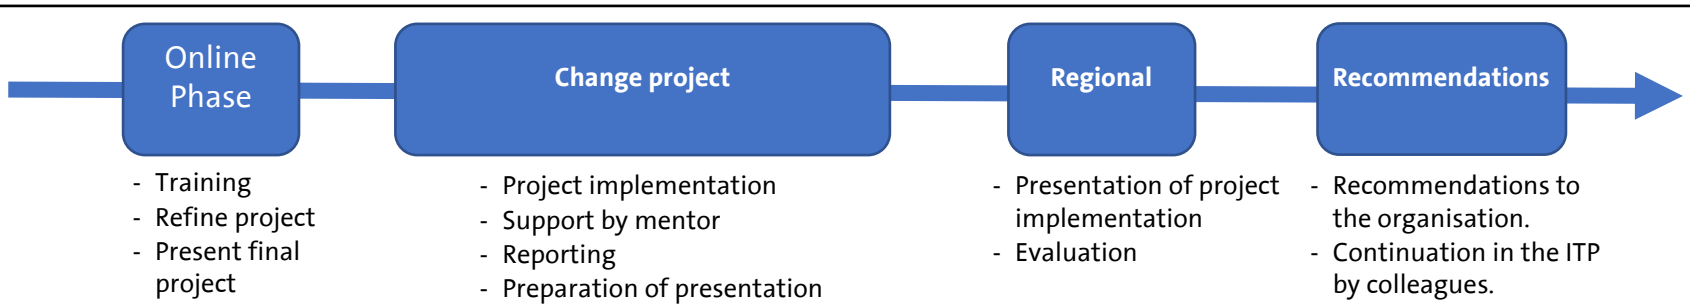 Online
Phase
Change project
Regional
Recommendations
- Training
- Refine project
- Present final
project
- Project implementation
- Support by mentor
- Reporting
- Preparation of presentation
- Presentation of project
implementation
- Evaluation
- Recommendations to
the organisation.
- Continuation in the ITP
by colleagues.